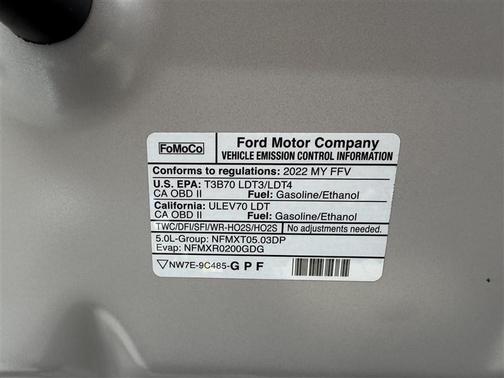 FoMoCo
Ford Motor Company
VEHICLE EMISSION CONTROL INFORMATION
Conforms to regulations: 2022 MY FFV
U.S. EPA: T3B70 LDT3/LDT4
CA OBD II Fuel: Gasoline/Ethanol
California: ULEV70 LDT
CA OBD II Fuel: Gasoline/Ethanol
TWC/DFI/SFI/WR-HO2S/HO2S No adjustments needed.
5.0L-Group: NFMXT05.03DP
Evap: NFMXR0200GDG
NW7E-9C485-GPF